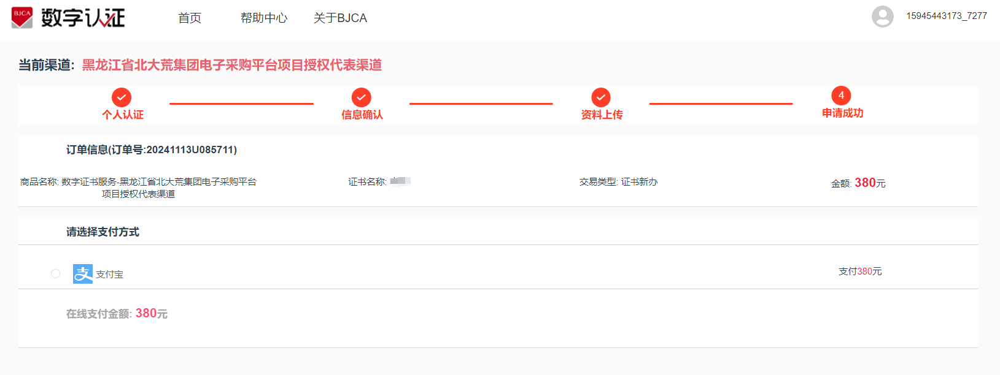 BJCA 数字认证 首页 帮助中心 关于BJCA 15945443173_7277
当前渠道: 黑龙江省北大荒集团电子采购平台项目授权代表渠道
4
个人认证 信息确认 资料上传 申请成功
订单信息(订单号:20241113U085711)
商品名称: 数字证书服务-黑龙江省北大荒集团电子采购平台
项目授权代表渠道
证书名称:
交易类型: 证书新办
金额: 380元
请选择支付方式
支 支付宝 支付380元
在线支付金额: 380元